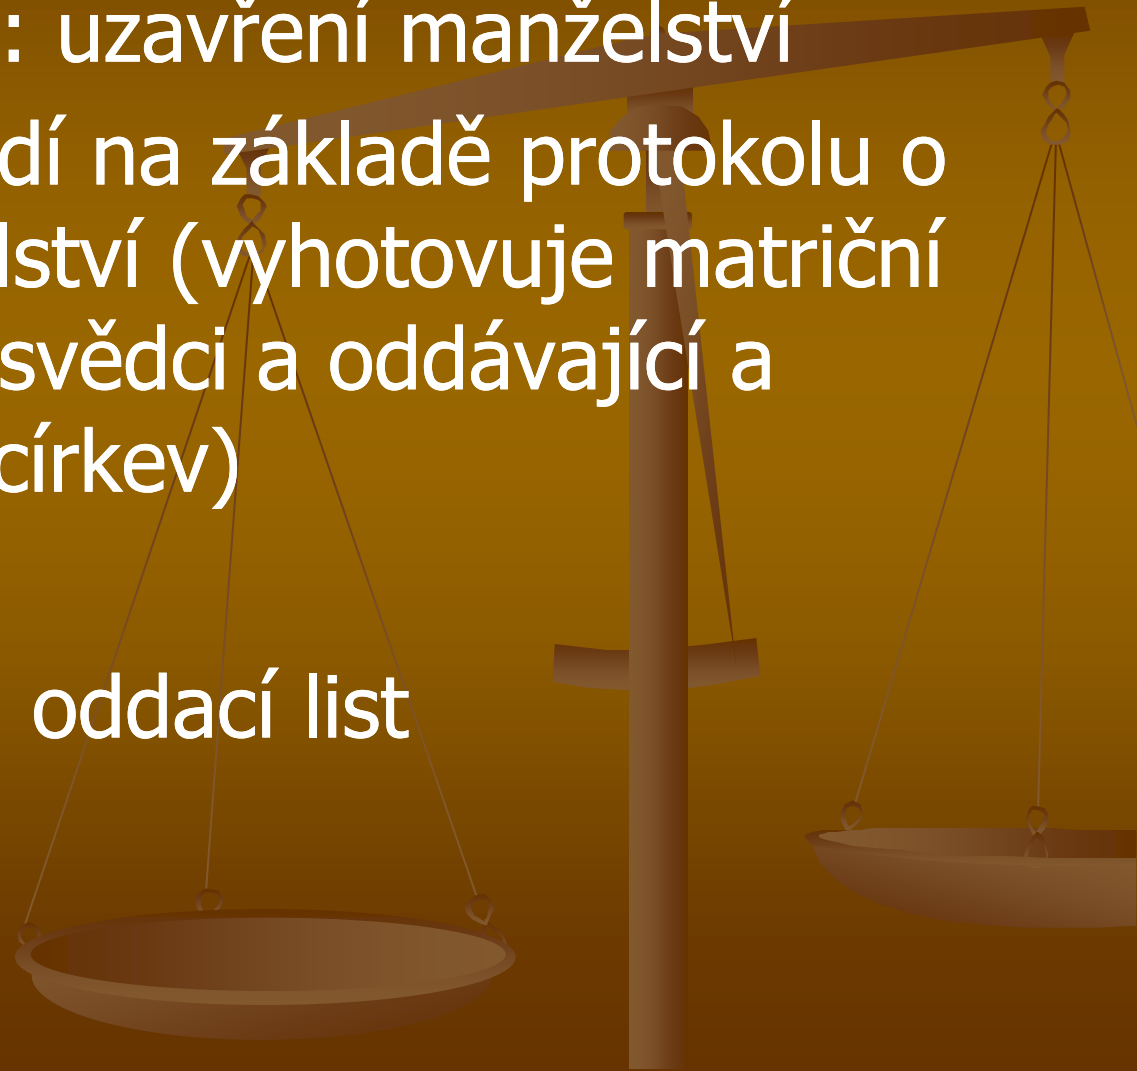 : uzavření manželství
dí na základě protokolu o
lství (vyhotovuje matriční
svědci a oddávající a
církev)
oddací list